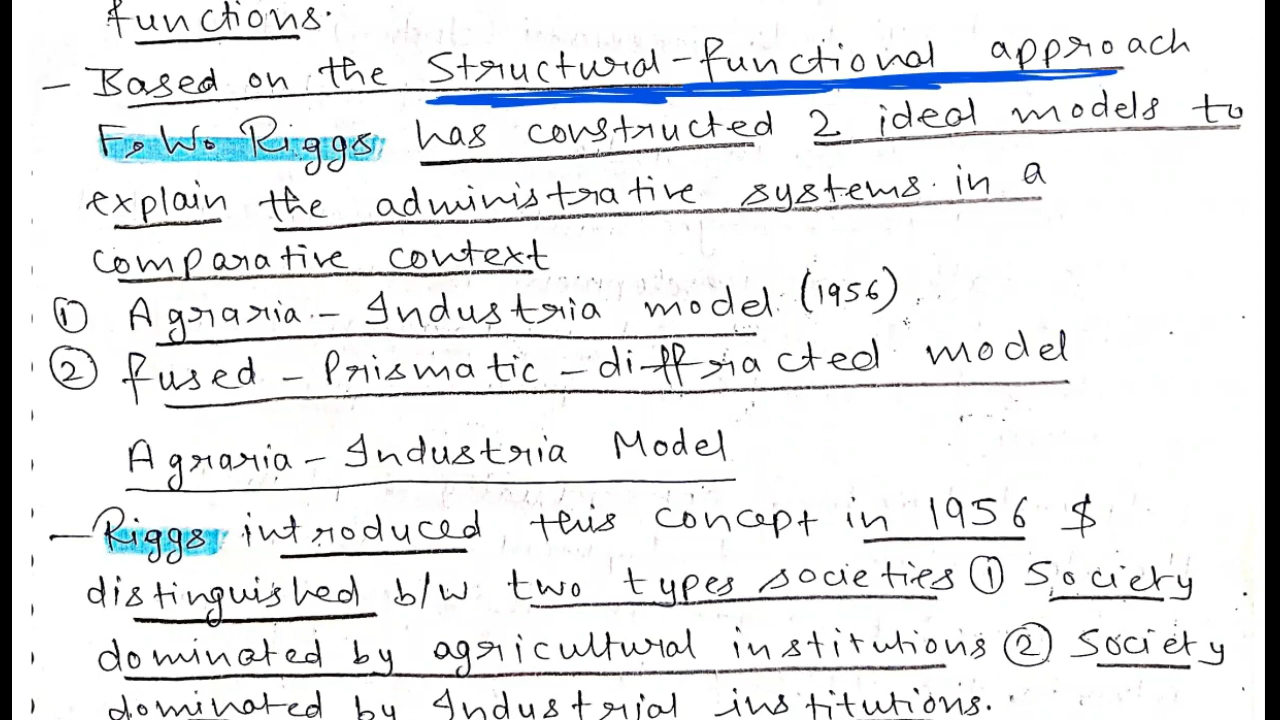 functions.
- Based on the Structural-functional approach
F. W. Riggs has constructed 2 ideal models to
explain the administrative systems in a
comparative context
① Agraria - Industria model (1956)
② fused - Prismatic - diffracted model
Agraria - Industria Model
- Riggs introduced this concept in 1956 $
distinguished b/w two types societies ① Society
dominated by agricultural institutions ② Society
dominated by Industrial institutions.